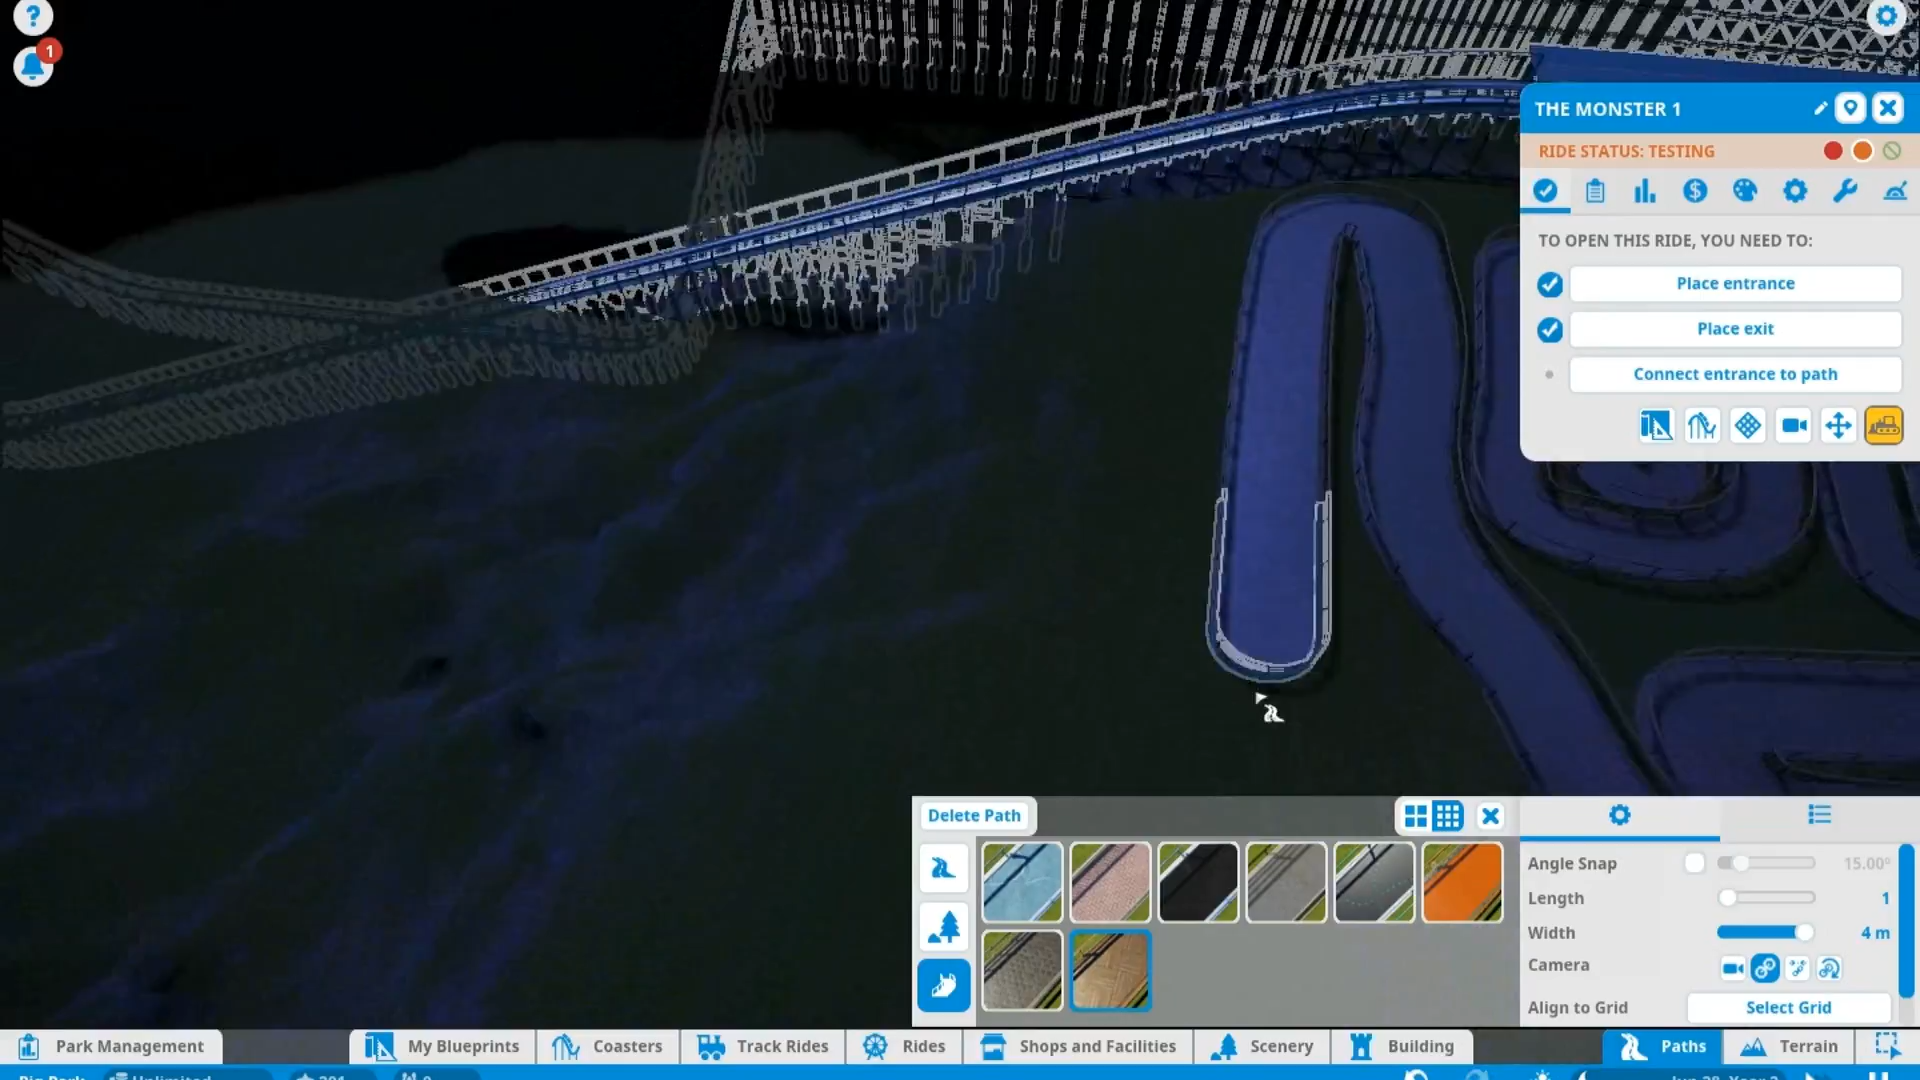 ?
1
THE MONSTER 1
RIDE STATUS: TESTING
TO OPEN THIS RIDE, YOU NEED TO:
Place entrance
Place exit
Connect entrance to path
Delete Path
Angle Snap 15.00°
Length 1
Width 4 m
Camera
Align to Grid Select Grid
Park Management My Blueprints Coasters Track Rides Rides Shops and Facilities Scenery Building Paths Terrain